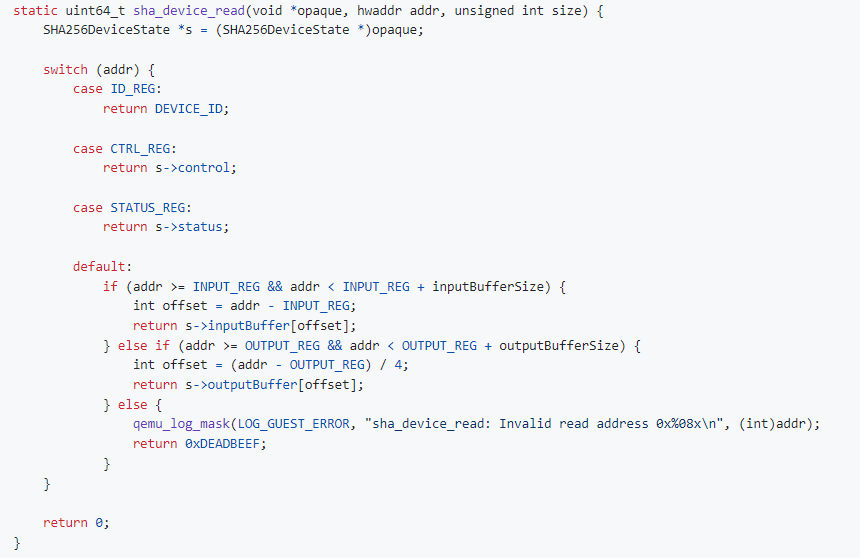 static uint64_t sha_device_read(void *opaque, hwaddr addr, unsigned int size) {
    SHA256DeviceState *s = (SHA256DeviceState *)opaque;

    switch (addr) {
        case ID_REG:
            return DEVICE_ID;

        case CTRL_REG:
            return s->control;

        case STATUS_REG:
            return s->status;

        default:
            if (addr >= INPUT_REG && addr < INPUT_REG + inputBufferSize) {
                int offset = addr - INPUT_REG;
                return s->inputBuffer[offset];
            } else if (addr >= OUTPUT_REG && addr < OUTPUT_REG + outputBufferSize) {
                int offset = (addr - OUTPUT_REG) / 4;
                return s->outputBuffer[offset];
            } else {
                qemu_log_mask(LOG_GUEST_ERROR, "sha_device_read: Invalid read address 0x%08x\n", (int)addr);
                return 0xDEADBEEF;
            }
    }

    return 0;
}